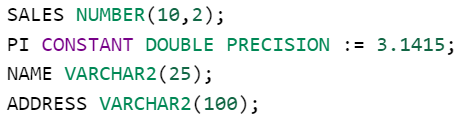 SALES NUMBER(10,2);
PI CONSTANT DOUBLE PRECISION := 3.1415;
NAME VARCHAR2(25);
ADDRESS VARCHAR2(100);